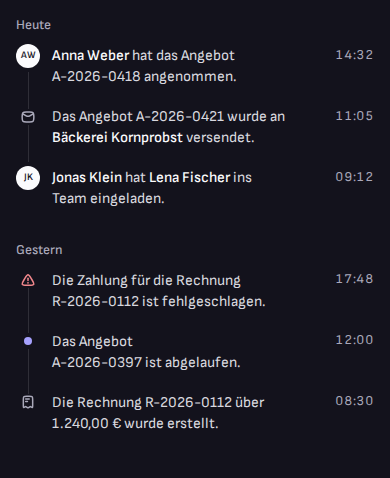 Heute
AW Anna Weber hat das Angebot 14:32
A-2026-0418 angenommen.
Das Angebot A-2026-0421 wurde an 11:05
Bäckerei Kornprobst versendet.
JK Jonas Klein hat Lena Fischer ins 09:12
Team eingeladen.
Gestern
Die Zahlung für die Rechnung 17:48
R-2026-0112 ist fehlgeschlagen.
Das Angebot 12:00
A-2026-0397 ist abgelaufen.
Die Rechnung R-2026-0112 über 08:30
1.240,00 € wurde erstellt.